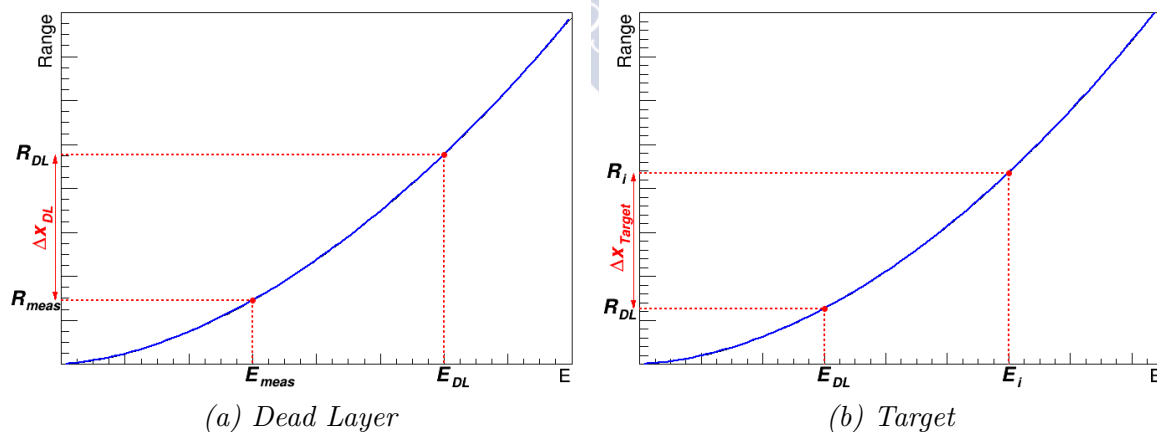 Range
R_DL
Δx_DL
R_meas
E_meas
E_DL
E
(a) Dead Layer
Range
R_i
Δx_Target
R_DL
E_DL
E_i
E
(b) Target